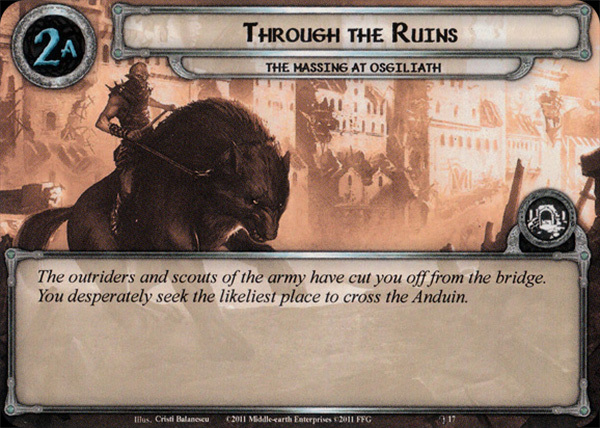 2A
THROUGH THE RUINS
THE MASSING AT OSGILIATH
The outriders and scouts of the army have cut you off from the bridge.
You desperately seek the likeliest place to cross the Anduin.
Illus. Cristi Balanescu ©2011 Middle-earth Enterprises ©2011 FFG 17